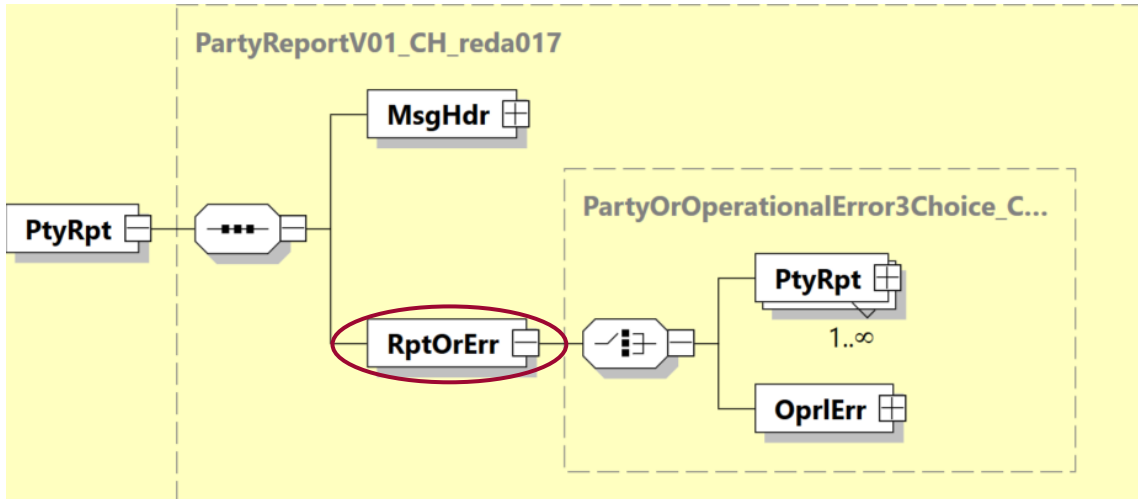 PartyReportV01_CH_reda017
MsgHdr
PartyOrOperationalError3Choice_C...
PtyRpt
PtyRpt
1..∞
RptOrErr
OprlErr